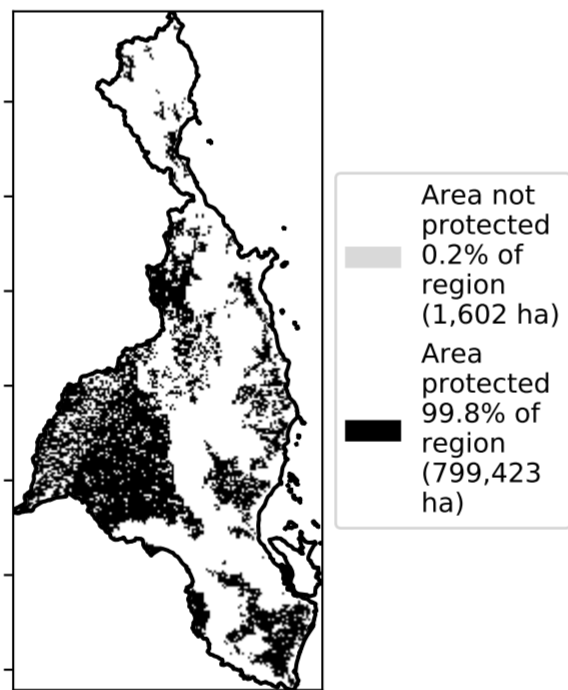 Area not
protected
0.2% of
region
(1,602 ha)
Area
protected
99.8% of
region
(799,423
ha)